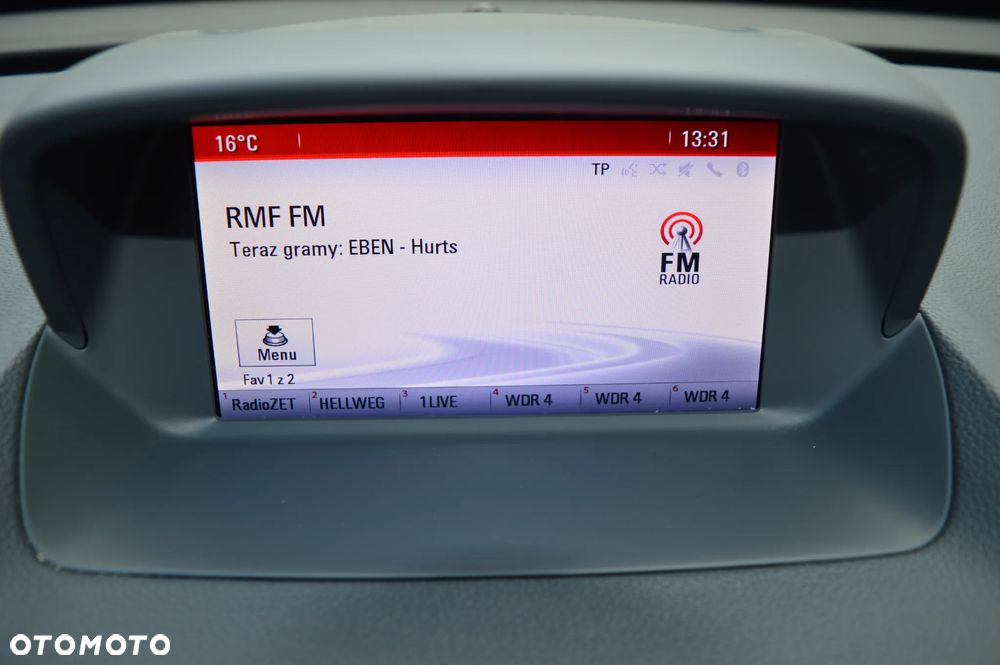 16°C 13:31
TP
RMF FM
Teraz gramy: EBEN - Hurts
FM
RADIO
Menu
Fav 1 z 2
1 RadioZET 2 HELLWEG 3 1LIVE 4 WDR 4 5 WDR 4 6 WDR 4
OTOMOTO